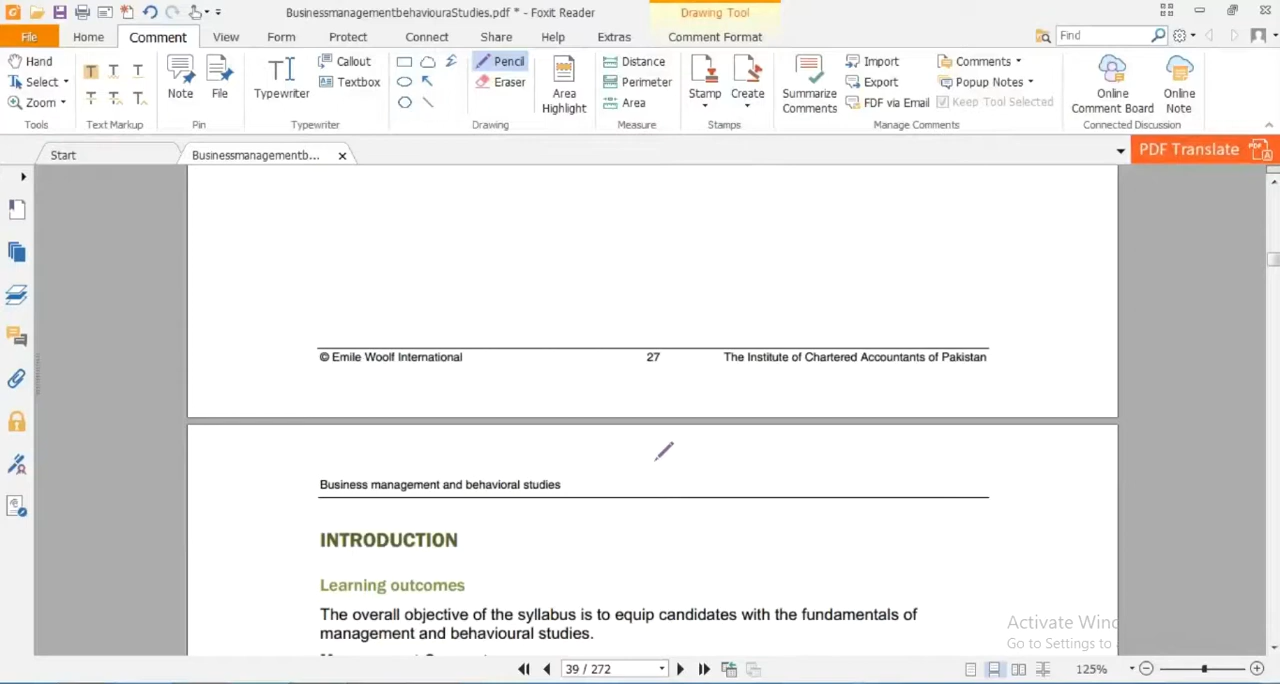 BusinessmanagementbehaviouraStudies.pdf * - Foxit Reader
Drawing Tool
File Home Comment View Form Protect Connect Share Help Extras Comment Format Find
Hand
Select
Zoom
Tools
Text Markup
Note
File
Pin
Typewriter
Callout
Textbox
Typewriter
Pencil
Eraser
Drawing
Area
Highlight
Distance
Perimeter
Area
Measure
Stamp
Create
Stamps
Summarize
Comments
Import
Export
FDF via Email
Comments
Popup Notes
Keep Tool Selected
Manage Comments
Online
Comment Board
Online
Note
Connected Discussion
Start
Businessmanagementb...
PDF Translate
© Emile Woolf International 27 The Institute of Chartered Accountants of Pakistan
Business management and behavioral studies
INTRODUCTION
Learning outcomes
The overall objective of the syllabus is to equip candidates with the fundamentals of
management and behavioural studies.
Activate Wind
Go to Settings to
39 / 272
125%